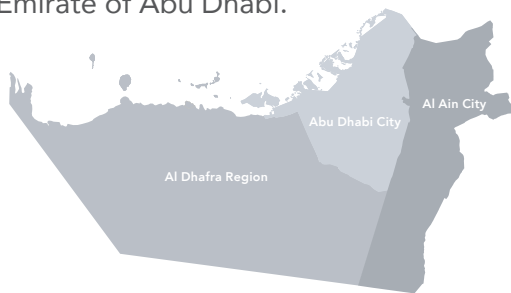 Emirate of Abu Dhabi.
Al Ain City
Abu Dhabi City
Al Dhafra Region